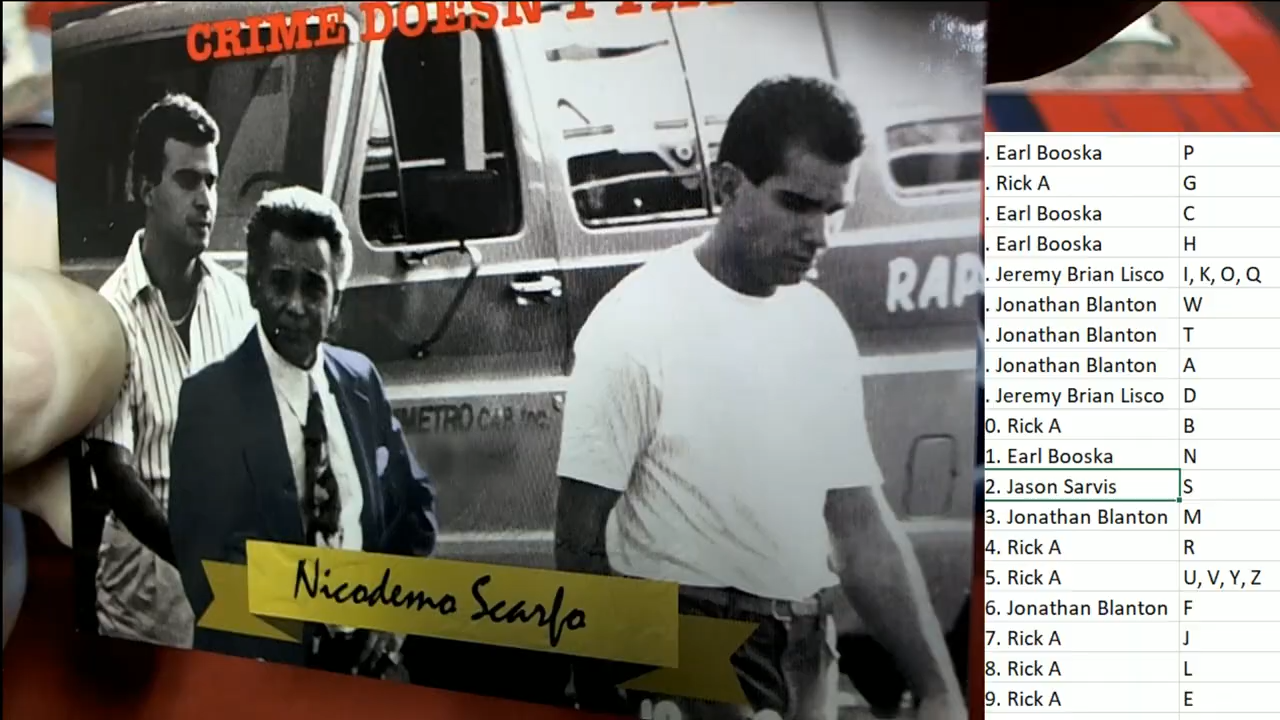 CRIME DOESN'T PAY
RAP
METRO CAB Inc.
Nicodemo Scarfo
. Earl Booska P
. Rick A G
. Earl Booska C
. Earl Booska H
. Jeremy Brian Lisco I, K, O, Q
. Jonathan Blanton W
. Jonathan Blanton T
. Jonathan Blanton A
. Jeremy Brian Lisco D
0. Rick A B
1. Earl Booska N
2. Jason Sarvis S
3. Jonathan Blanton M
4. Rick A R
5. Rick A U, V, Y, Z
6. Jonathan Blanton F
7. Rick A J
8. Rick A L
9. Rick A E